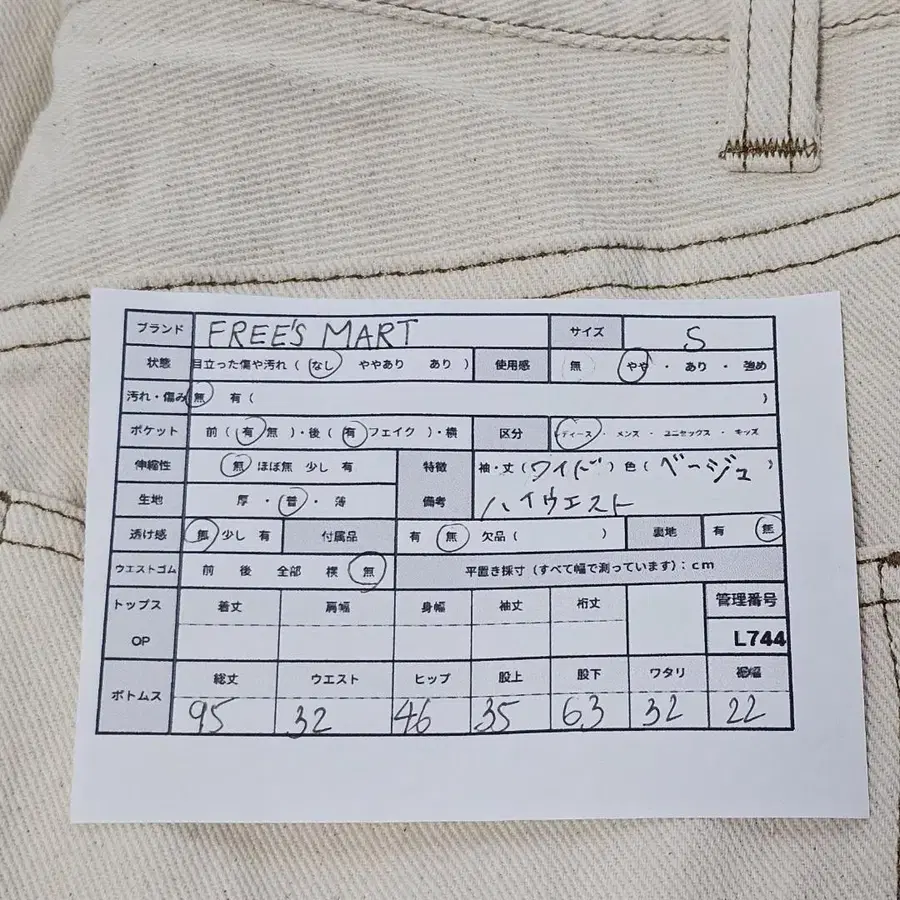 ブランド FREE'S MART サイズ S
状態 目立った傷や汚れ ( なし ややあり あり ) 使用感 無 やや ・ あり ・ 強め
汚れ・傷み 無 有 ( )
ポケット 前 ( 有 無 )・後 ( 有 フェイク )・横 区分 ディース・ メンズ ・ ユニセックス ・ キッズ
伸縮性 無 ほぼ無 少し 有 特徴 袖・丈 ( ワイド ) 色 ( ベージュ )
生地 厚 ・ 普 ・ 薄 備考 ハイウエスト
透け感 無 少し 有 付属品 有 無 欠品 ( ) 裏地 有 無
ウエストゴム 前 後 全部 横 無 平置き採寸 (すべて幅で測っています) : cm
トップス 着丈 肩幅 身幅 袖丈 裄丈 管理番号
OP L744
ボトムス 総丈 ウエスト ヒップ 股上 股下 ワタリ 裾幅
95 32 46 35 63 32 22